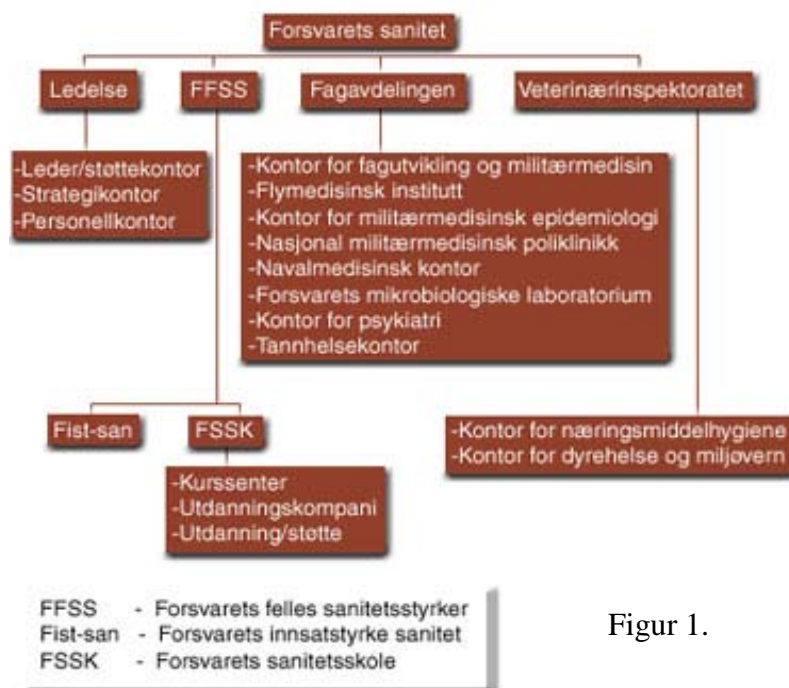 Forsvarets sanitet
Ledelse
FFSS
Fagavdelingen
Veterinærinspektoratet
-Leder/støttekontor
-Strategikontor
-Personellkontor
-Kontor for fagutvikling og militærmedisin
-Flymedisinsk institutt
-Kontor for militærmedisinsk epidemiologi
-Nasjonal militærmedisinsk poliklinikk
-Navalmedisinsk kontor
-Forsvarets mikrobiologiske laboratorium
-Kontor for psykiatri
-Tannhelsekontor
Fist-san
FSSK
-Kurssenter
-Utdanningskompani
-Utdanning/støtte
-Kontor for næringsmiddelhygiene
-Kontor for dyrehelse og miljøvern
FFSS - Forsvarets felles sanitetsstyrker
Fist-san - Forsvarets innsatstyrke sanitet
FSSK - Forsvarets sanitetsskole
Figur 1.